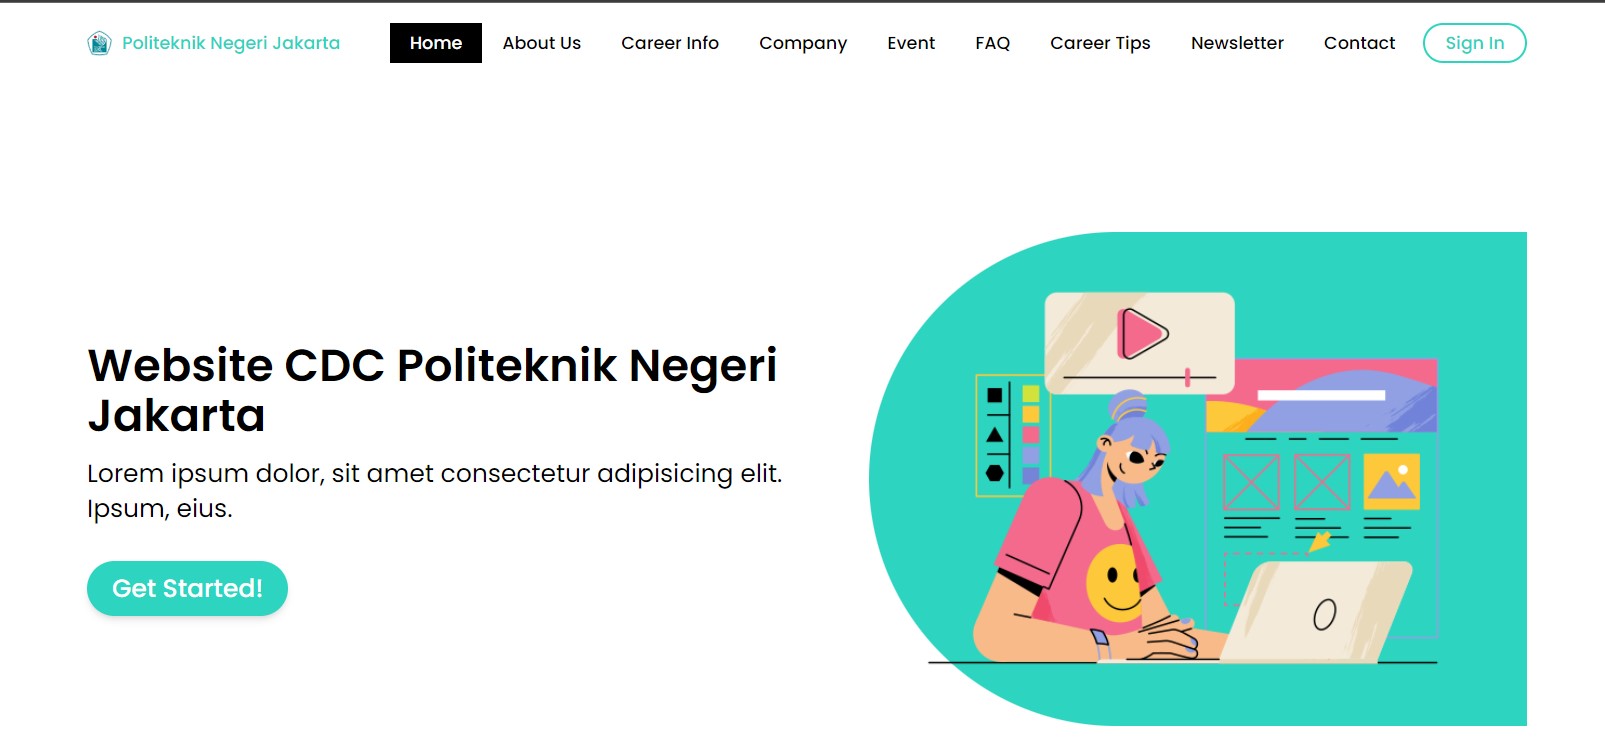 Politeknik Negeri Jakarta Home About Us Career Info Company Event FAQ Career Tips Newsletter Contact Sign In
Website CDC Politeknik Negeri
Jakarta
Lorem ipsum dolor, sit amet consectetur adipisicing elit.
Ipsum, eius.
Get Started!